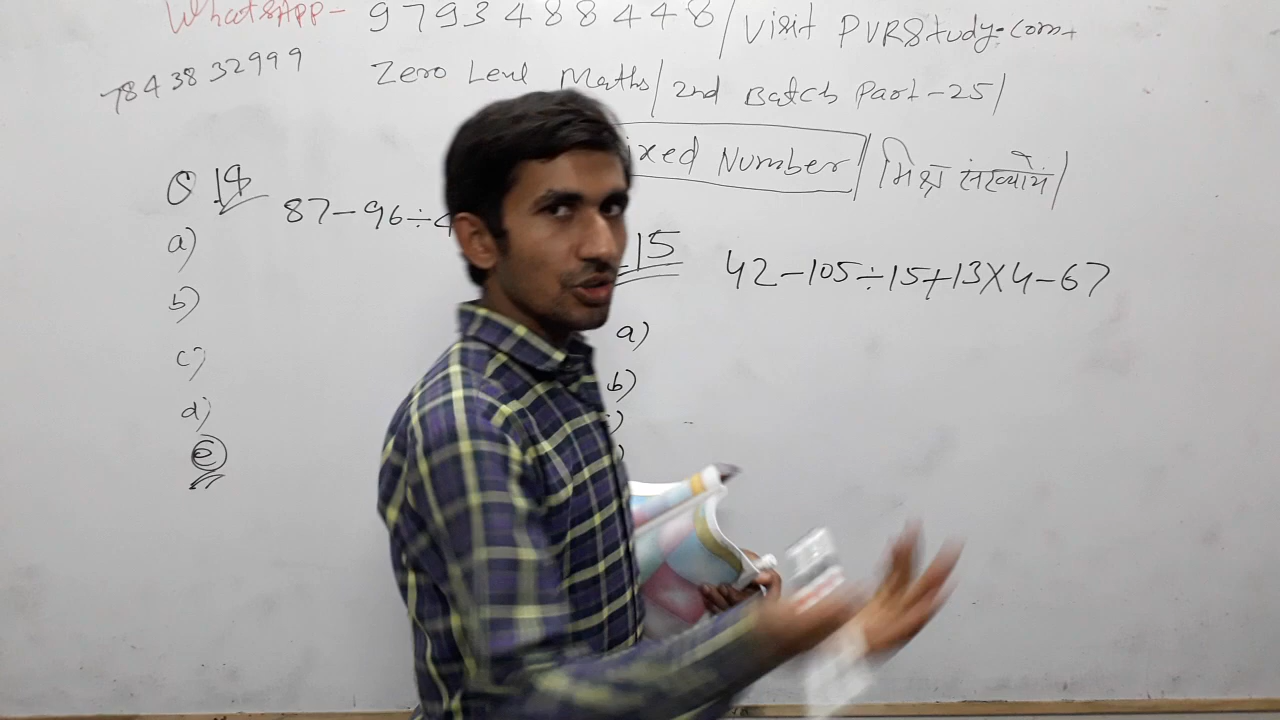 WhatsApp- 9793488448/ Visit PVRStudy.com
7843832999
Zero Level Maths/ 2nd Batch Part-25/
ixed Number/ मिश्र संख्यायें/
Q 14 87-96÷4
a)
b)
c)
d)
e
15 42-105÷15+13×4-67
a)
b)
)
)